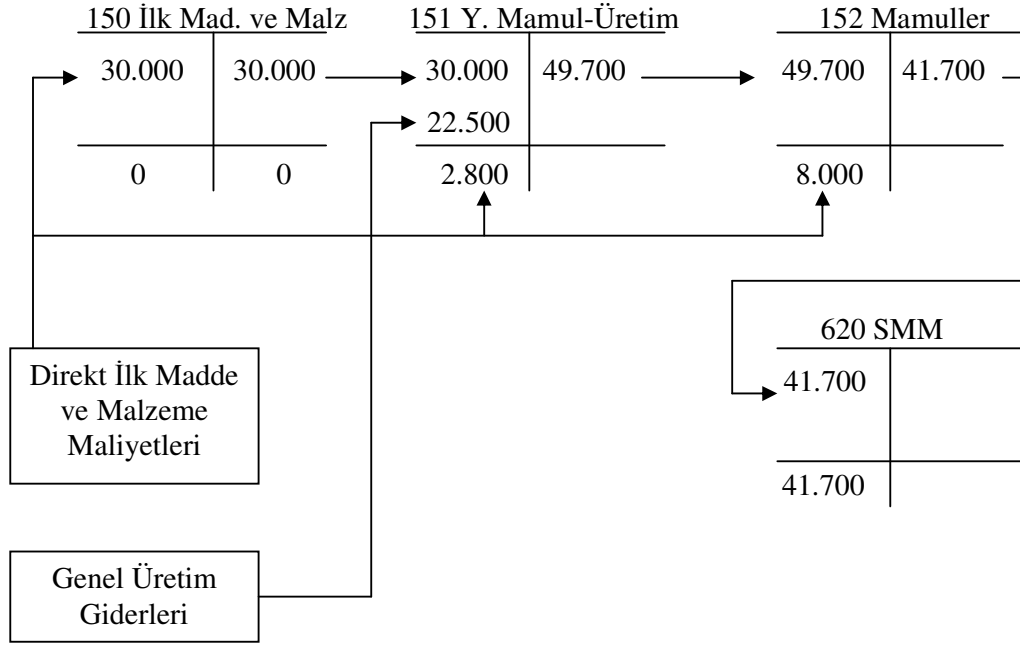 150 İlk Mad. ve Malz 151 Y. Mamul-Üretim 152 Mamuller
30.000 30.000 30.000 49.700 49.700 41.700
22.500
0 0 2.800 8.000
620 SMM
41.700
41.700
Direkt İlk Madde
ve Malzeme
Maliyetleri
Genel Üretim
Giderleri